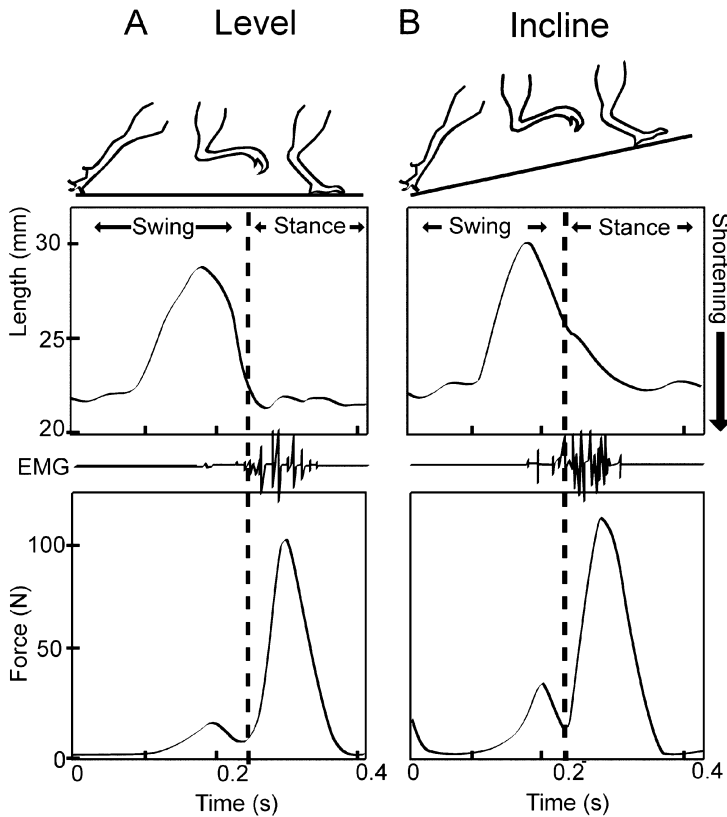 A Level B Incline
Length (mm)
30
25
20
Swing Stance
Swing Stance
Shortening
EMG
Force (N)
100
50
0
0 0.2 0.4
Time (s)
0 0.2 0.4
Time (s)